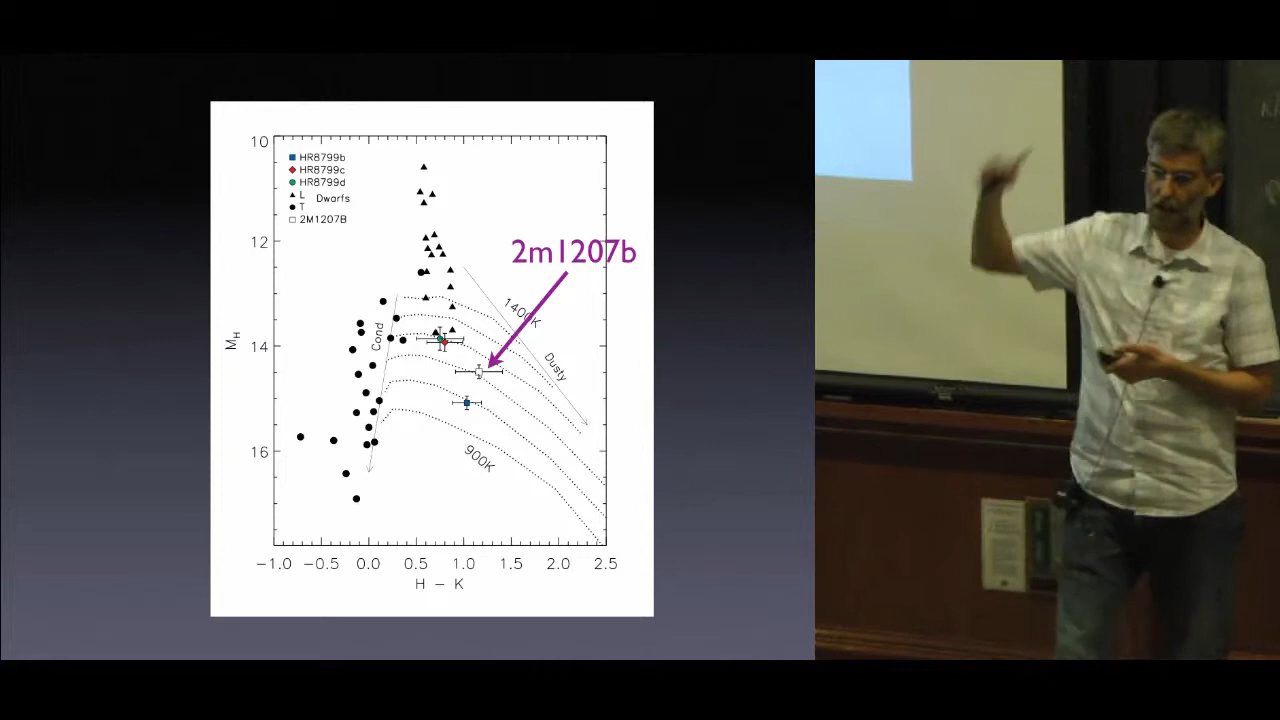 10
12
14
16
M_H
−1.0 −0.5 0.0 0.5 1.0 1.5 2.0 2.5
H − K
HR8799b
HR8799c
HR8799d
L
Dwarfs
T
2M1207B
2m1207b
1400K
Cond
Dusty
900K